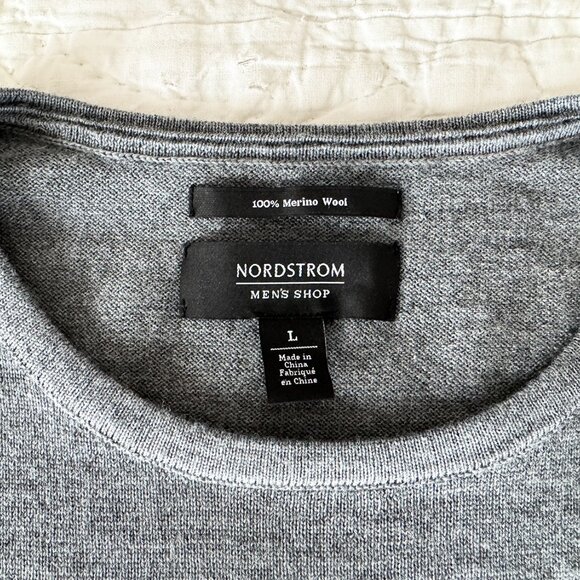 100% Merino Wool
NORDSTROM
MEN'S SHOP
L
Made in
China
Fabriqué
en Chine